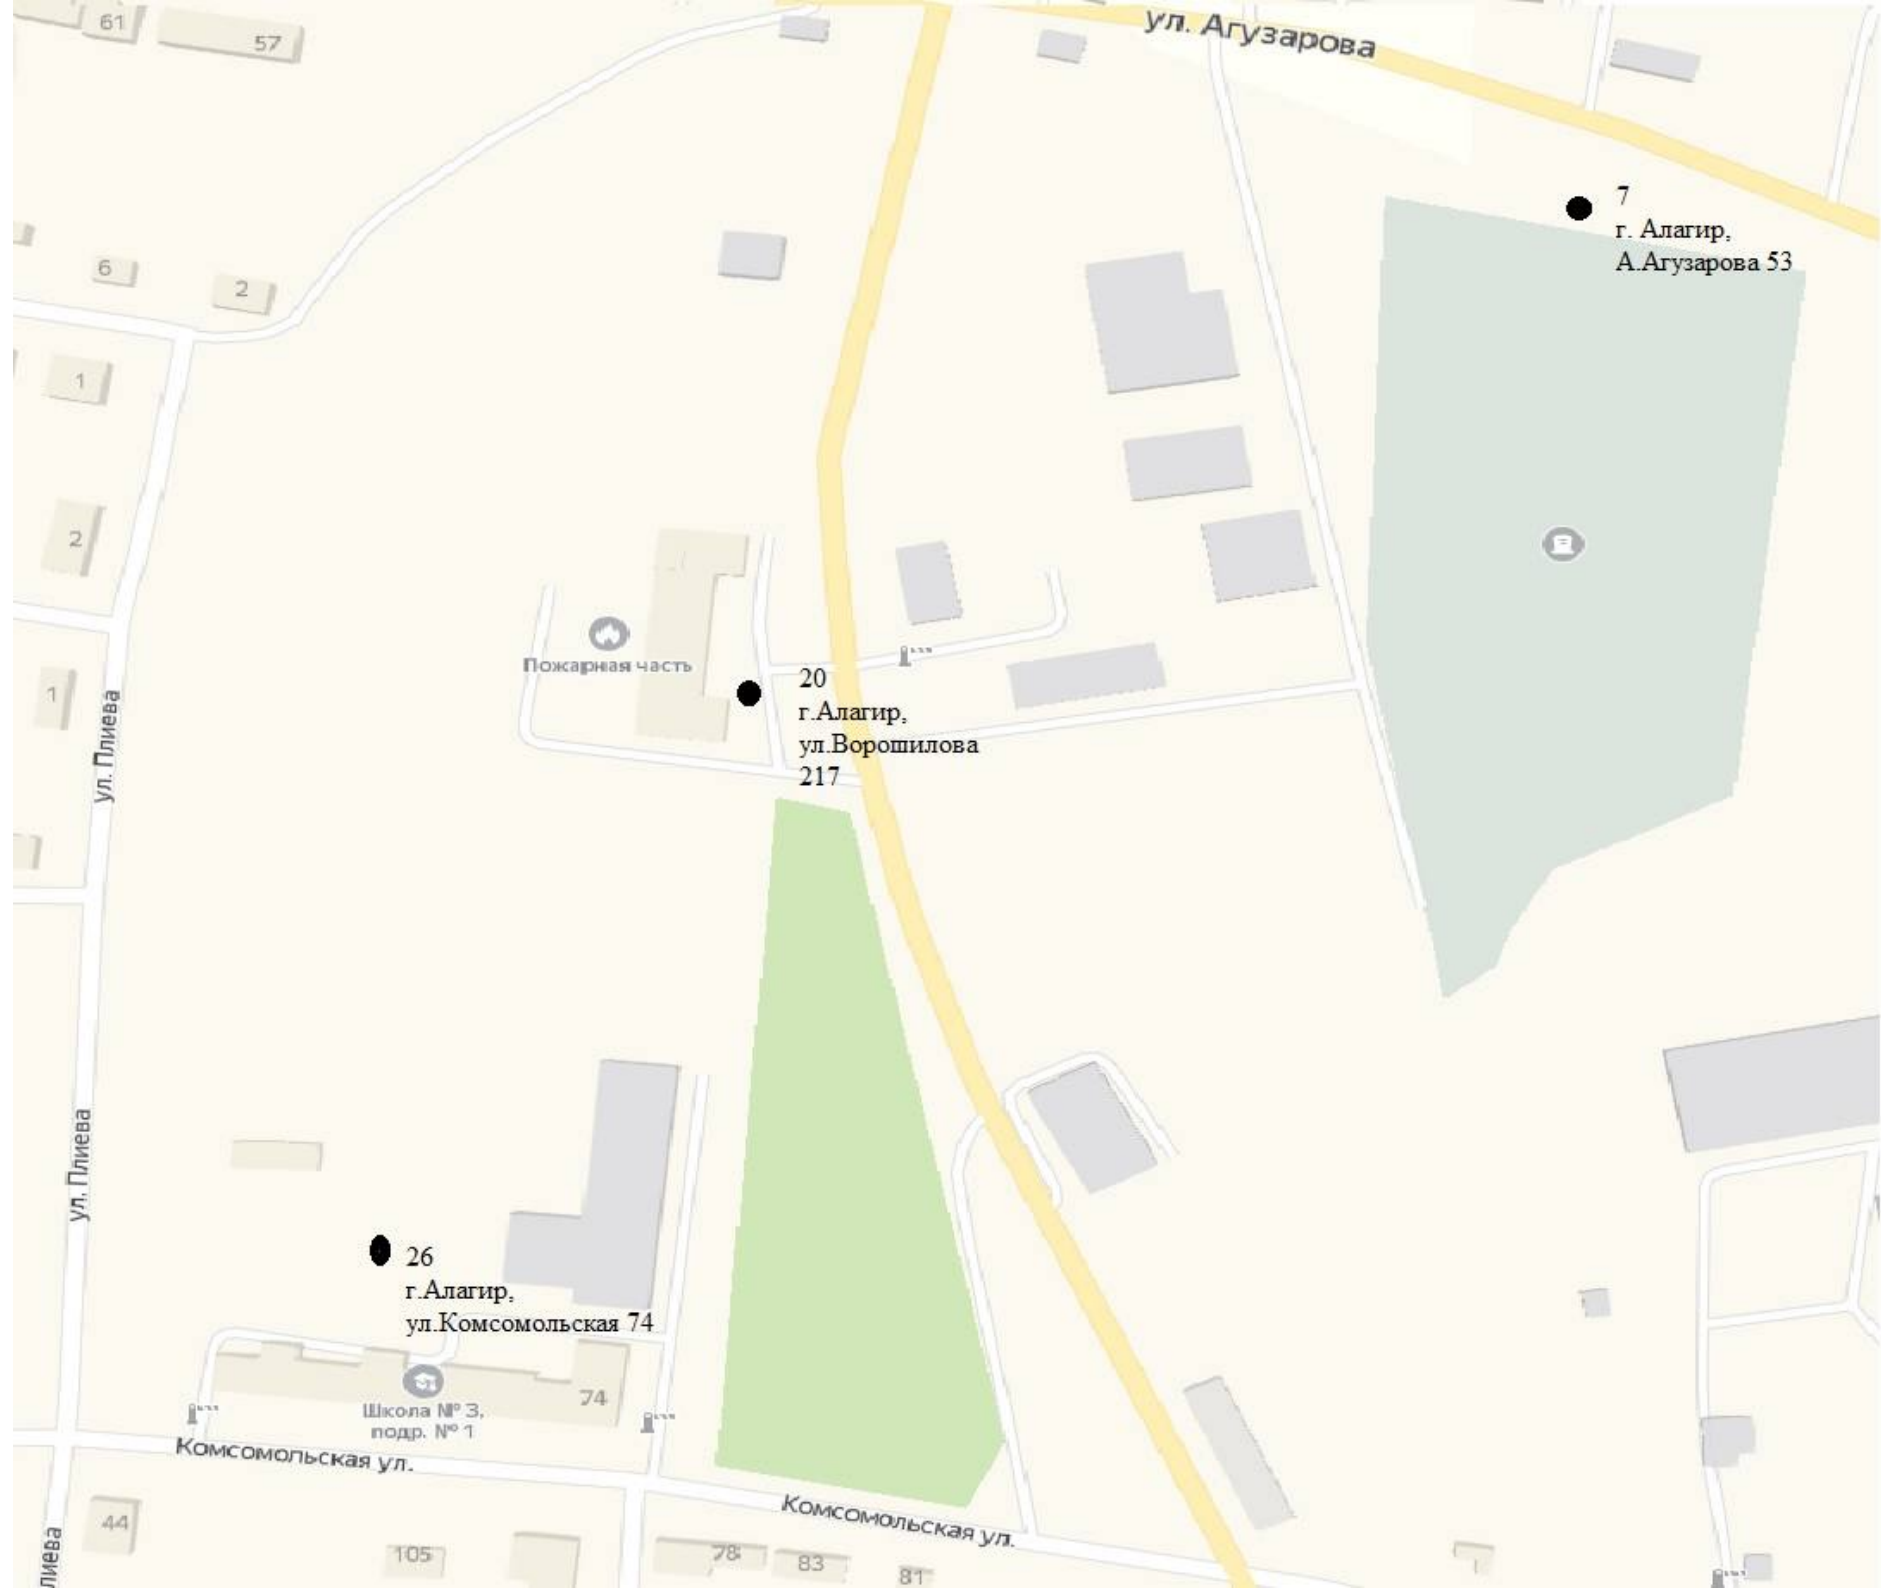 61
57
ул. Агузарова
7
г. Алагир,
А.Агузарова 53
6
2
1
2
Пожарная часть
1
20
г.Алагир,
ул.Ворошилова
217
ул. Плиева
ул. Плиева
26
г.Алагир,
ул.Комсомольская 74
74
Школа № 3,
подр. № 1
Комсомольская ул.
Комсомольская ул.
44
105
78
83
81
лиева